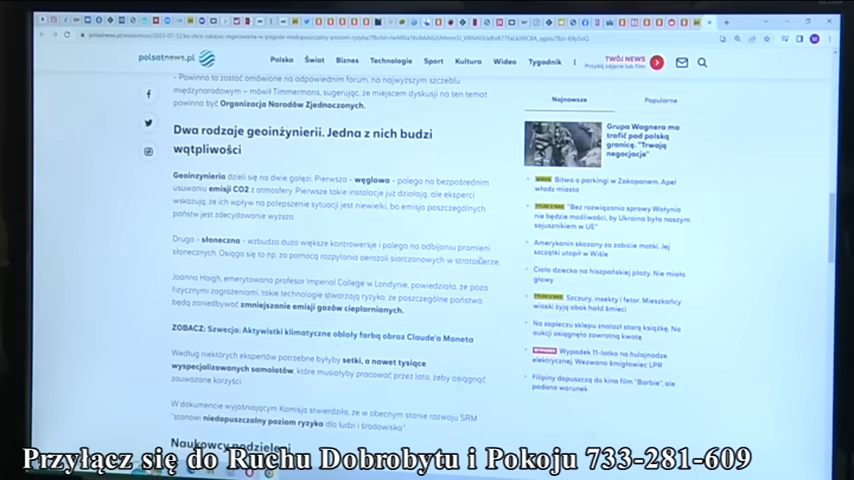 polsatnews.pl
Polska Świat Biznes Technologie Sport Kultura Wideo Tygodnik
TWÓJ NEWS
Przyślij zdjęcie lub film
- Powinno to zostać omówione na odpowiednim forum, na najwyższym szczeblu
międzynarodowym – mówił Timmermans, sugerując, że miejscem dyskusji na ten temat
powinna być Organizacja Narodów Zjednoczonych.
Dwa rodzaje geoinżynierii. Jedna z nich budzi
wątpliwości
Geoinżynieria dzieli się na dwie gałęzi. Pierwsza - węglowa - polega na bezpośrednim
usuwaniu emisji CO2 z atmosfery. Pierwsze takie instalacje już działają, ale eksperci
wskazują, że ich wpływ na polepszenie sytuacji jest niewielki, bo emisja poszczególnych
państw jest zdecydowanie wyższa.
Druga - słoneczna - wzbudza dużo większe kontrowersje i polega na odbijaniu promieni
słonecznych. Osiąga się to np. za pomocą rozpylania aerozoli siarczanowych w stratosferze
Joanna Haigh, emerytowana profesor Imperial College w Londynie, powiedziała, że poza
fizycznymi zagrożeniami, takie technologie stwarzają ryzyko, że poszczególne państwa
będą zaniedbywać zmniejszanie emisji gazów cieplarnianych.
ZOBACZ: Szwecja: Aktywistki klimatyczne oblały farbą obraz Claude'a Moneta
Według niektórych ekspertów potrzebne byłyby setki, a nawet tysiące
wyspecjalizowanych samolotów, które musiałyby pracować przez lata, żeby osiągnąć
zauważone korzyści.
W dokumencie wyjaśniającym Komisja stwierdziła, że w obecnym stanie rozwoju SRM
"stanowi niedopuszczalny poziom ryzyka dla ludzi i środowiska".
Naukowcy podzieleni
Najnowsze Popularne
Grupa Wagnera ma
trafić pod polską
granicę. "Trwają
negocjacje"
WIDEO Bitwa o parkingi w Zakopanem. Apel
władz miasta
"Bez rozwiązania sprawy Wołynia
nie będzie możliwości, by Ukraina była naszym
sojusznikiem w UE"
Amerykanin skazany za zabicie matki. Jej
szczątki utopił w Wiśle
Ciało dziecka na hiszpańskiej plaży. Nie miało
głowy
Szczury, insekty i fetor. Mieszkańcy
wioski żyją obok hałd śmieci
Na zapleczu sklepu znalazł starą książkę. Na
aukcji osiągnęła zawrotną kwotę
Wypadek 11-latka na hulajnodze
elektrycznej. Wezwano śmigłowiec LPR
Filipiny dopuszczą do kina film "Barbie", ale
podano warunek
Przyłącz się do Ruchu Dobrobytu i Pokoju 733-281-609